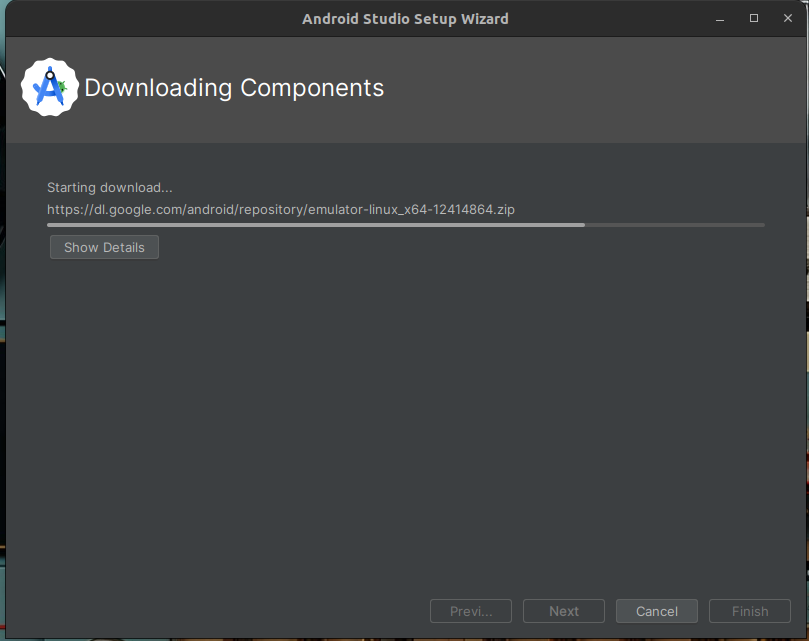 Android Studio Setup Wizard
Downloading Components
Starting download...
https://dl.google.com/android/repository/emulator-linux_x64-12414864.zip
Show Details
Previ...
Next
Cancel
Finish